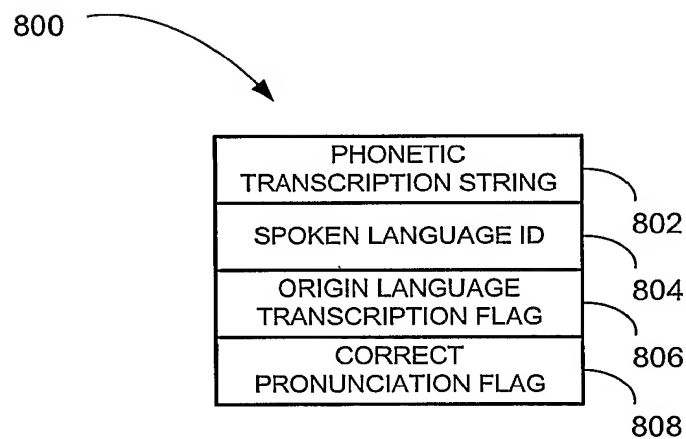 800
PHONETIC
TRANSCRIPTION STRING
802
SPOKEN LANGUAGE ID
804
ORIGIN LANGUAGE
TRANSCRIPTION FLAG
806
CORRECT
PRONUNCIATION FLAG
808